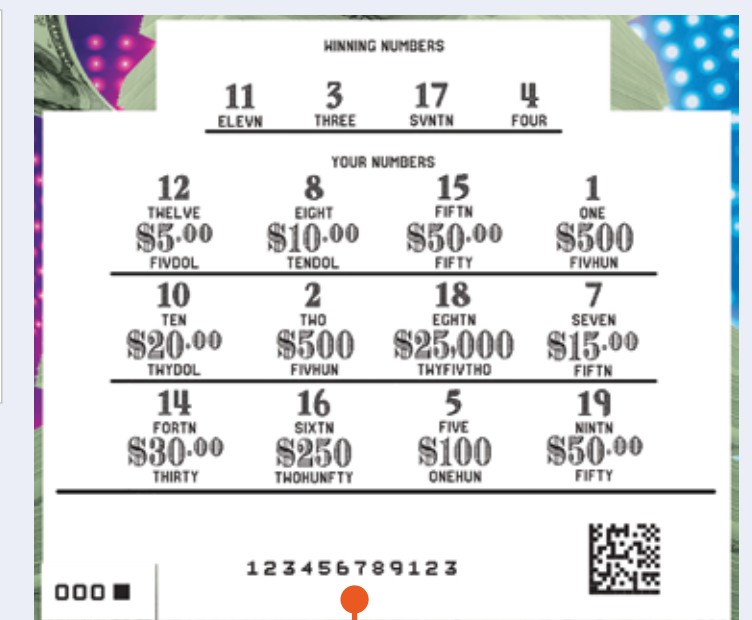 WINNING NUMBERS
11 3 17 4
ELEVN THREE SVNTN FOUR
YOUR NUMBERS
12 8 15 1
TWELVE EIGHT FIFTN ONE
$5.00 $10.00 $50.00 $500
FIVDOL TENDOL FIFTY FIVHUN
10 2 18 7
TEN TWO EGHTN SEVEN
$20.00 $500 $25,000 $15.00
TWYDOL FIVHUN TWYFIVTHO FIFTN
14 16 5 19
FORTN SIXTN FIVE NINTN
$30.00 $250 $100 $50.00
THIRTY TWOHUNFTY ONEHUN FIFTY
123456789123
000